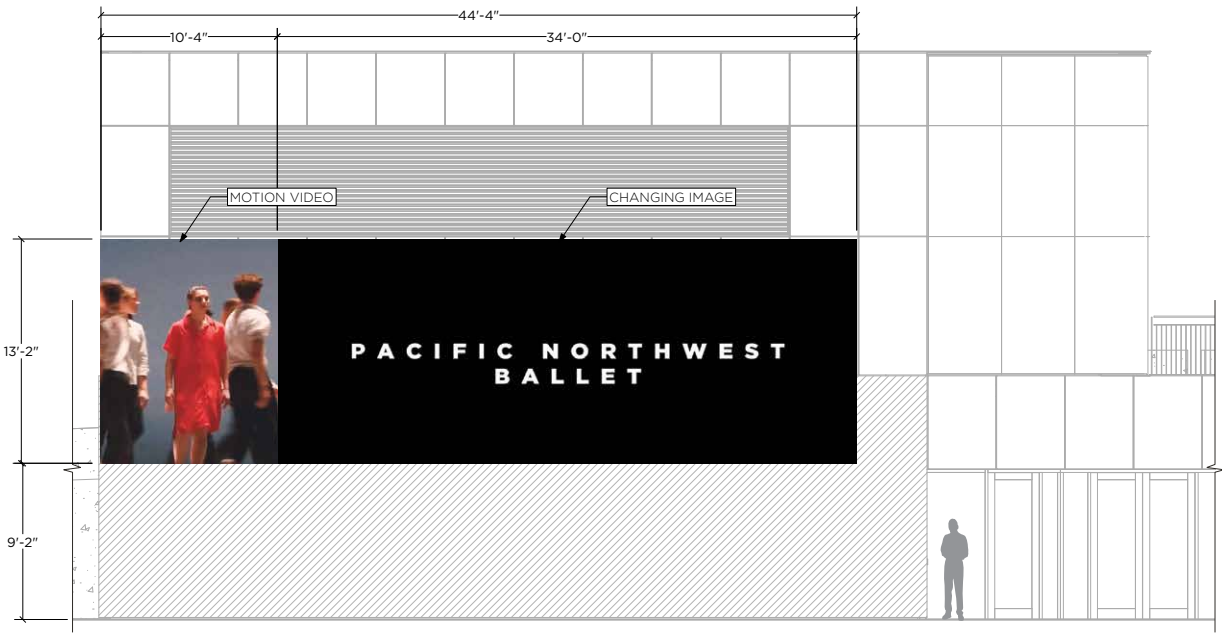 44'-4"
10'-4"
34'-0"
MOTION VIDEO
CHANGING IMAGE
13'-2"
PACIFIC NORTHWEST
BALLET
9'-2"